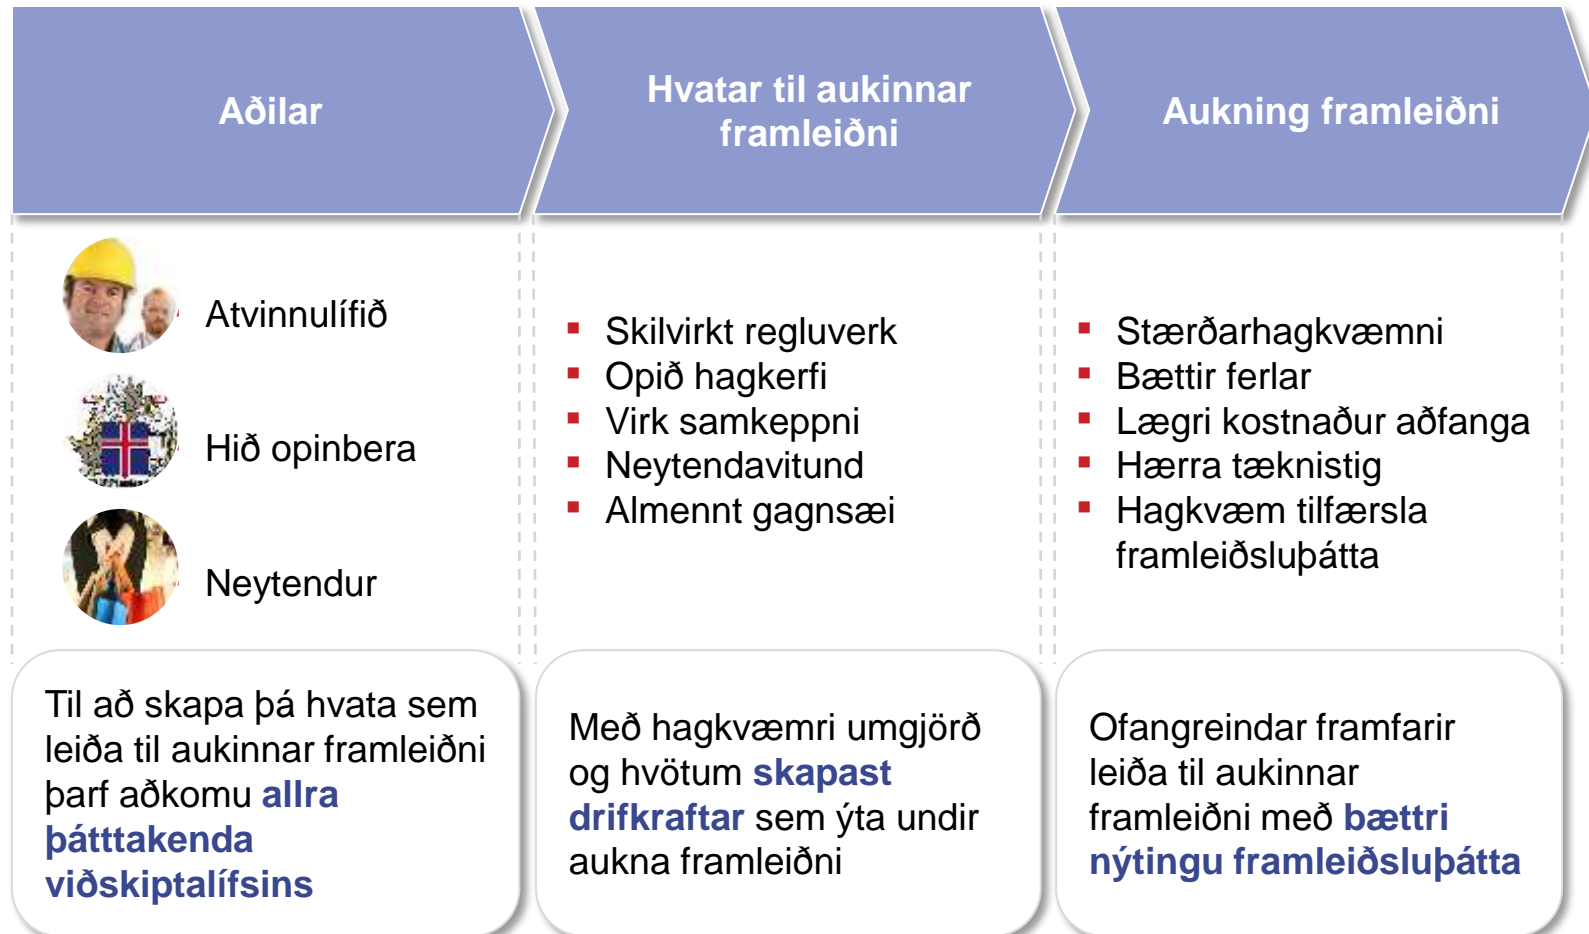 Aðilar
Hvatar til aukinnar
framleiðni
Aukning framleiðni
Atvinnulífið
Hið opinbera
Neytendur
▪ Skilvirkt regluverk
▪ Opið hagkerfi
▪ Virk samkeppni
▪ Neytendavitund
▪ Almennt gagnsæi
▪ Stærðarhagkvæmni
▪ Bættir ferlar
▪ Lægri kostnaður aðfanga
▪ Hærra tæknistig
▪ Hagkvæm tilfærsla
framleiðsluþátta
Til að skapa þá hvata sem
leiða til aukinnar framleiðni
þarf aðkomu allra
þátttakenda
viðskiptalífsins
Með hagkvæmri umgjörð
og hvötum skapast
drifkraftar sem ýta undir
aukna framleiðni
Ofangreindar framfarir
leiða til aukinnar
framleiðni með bættri
nýtingu framleiðsluþátta